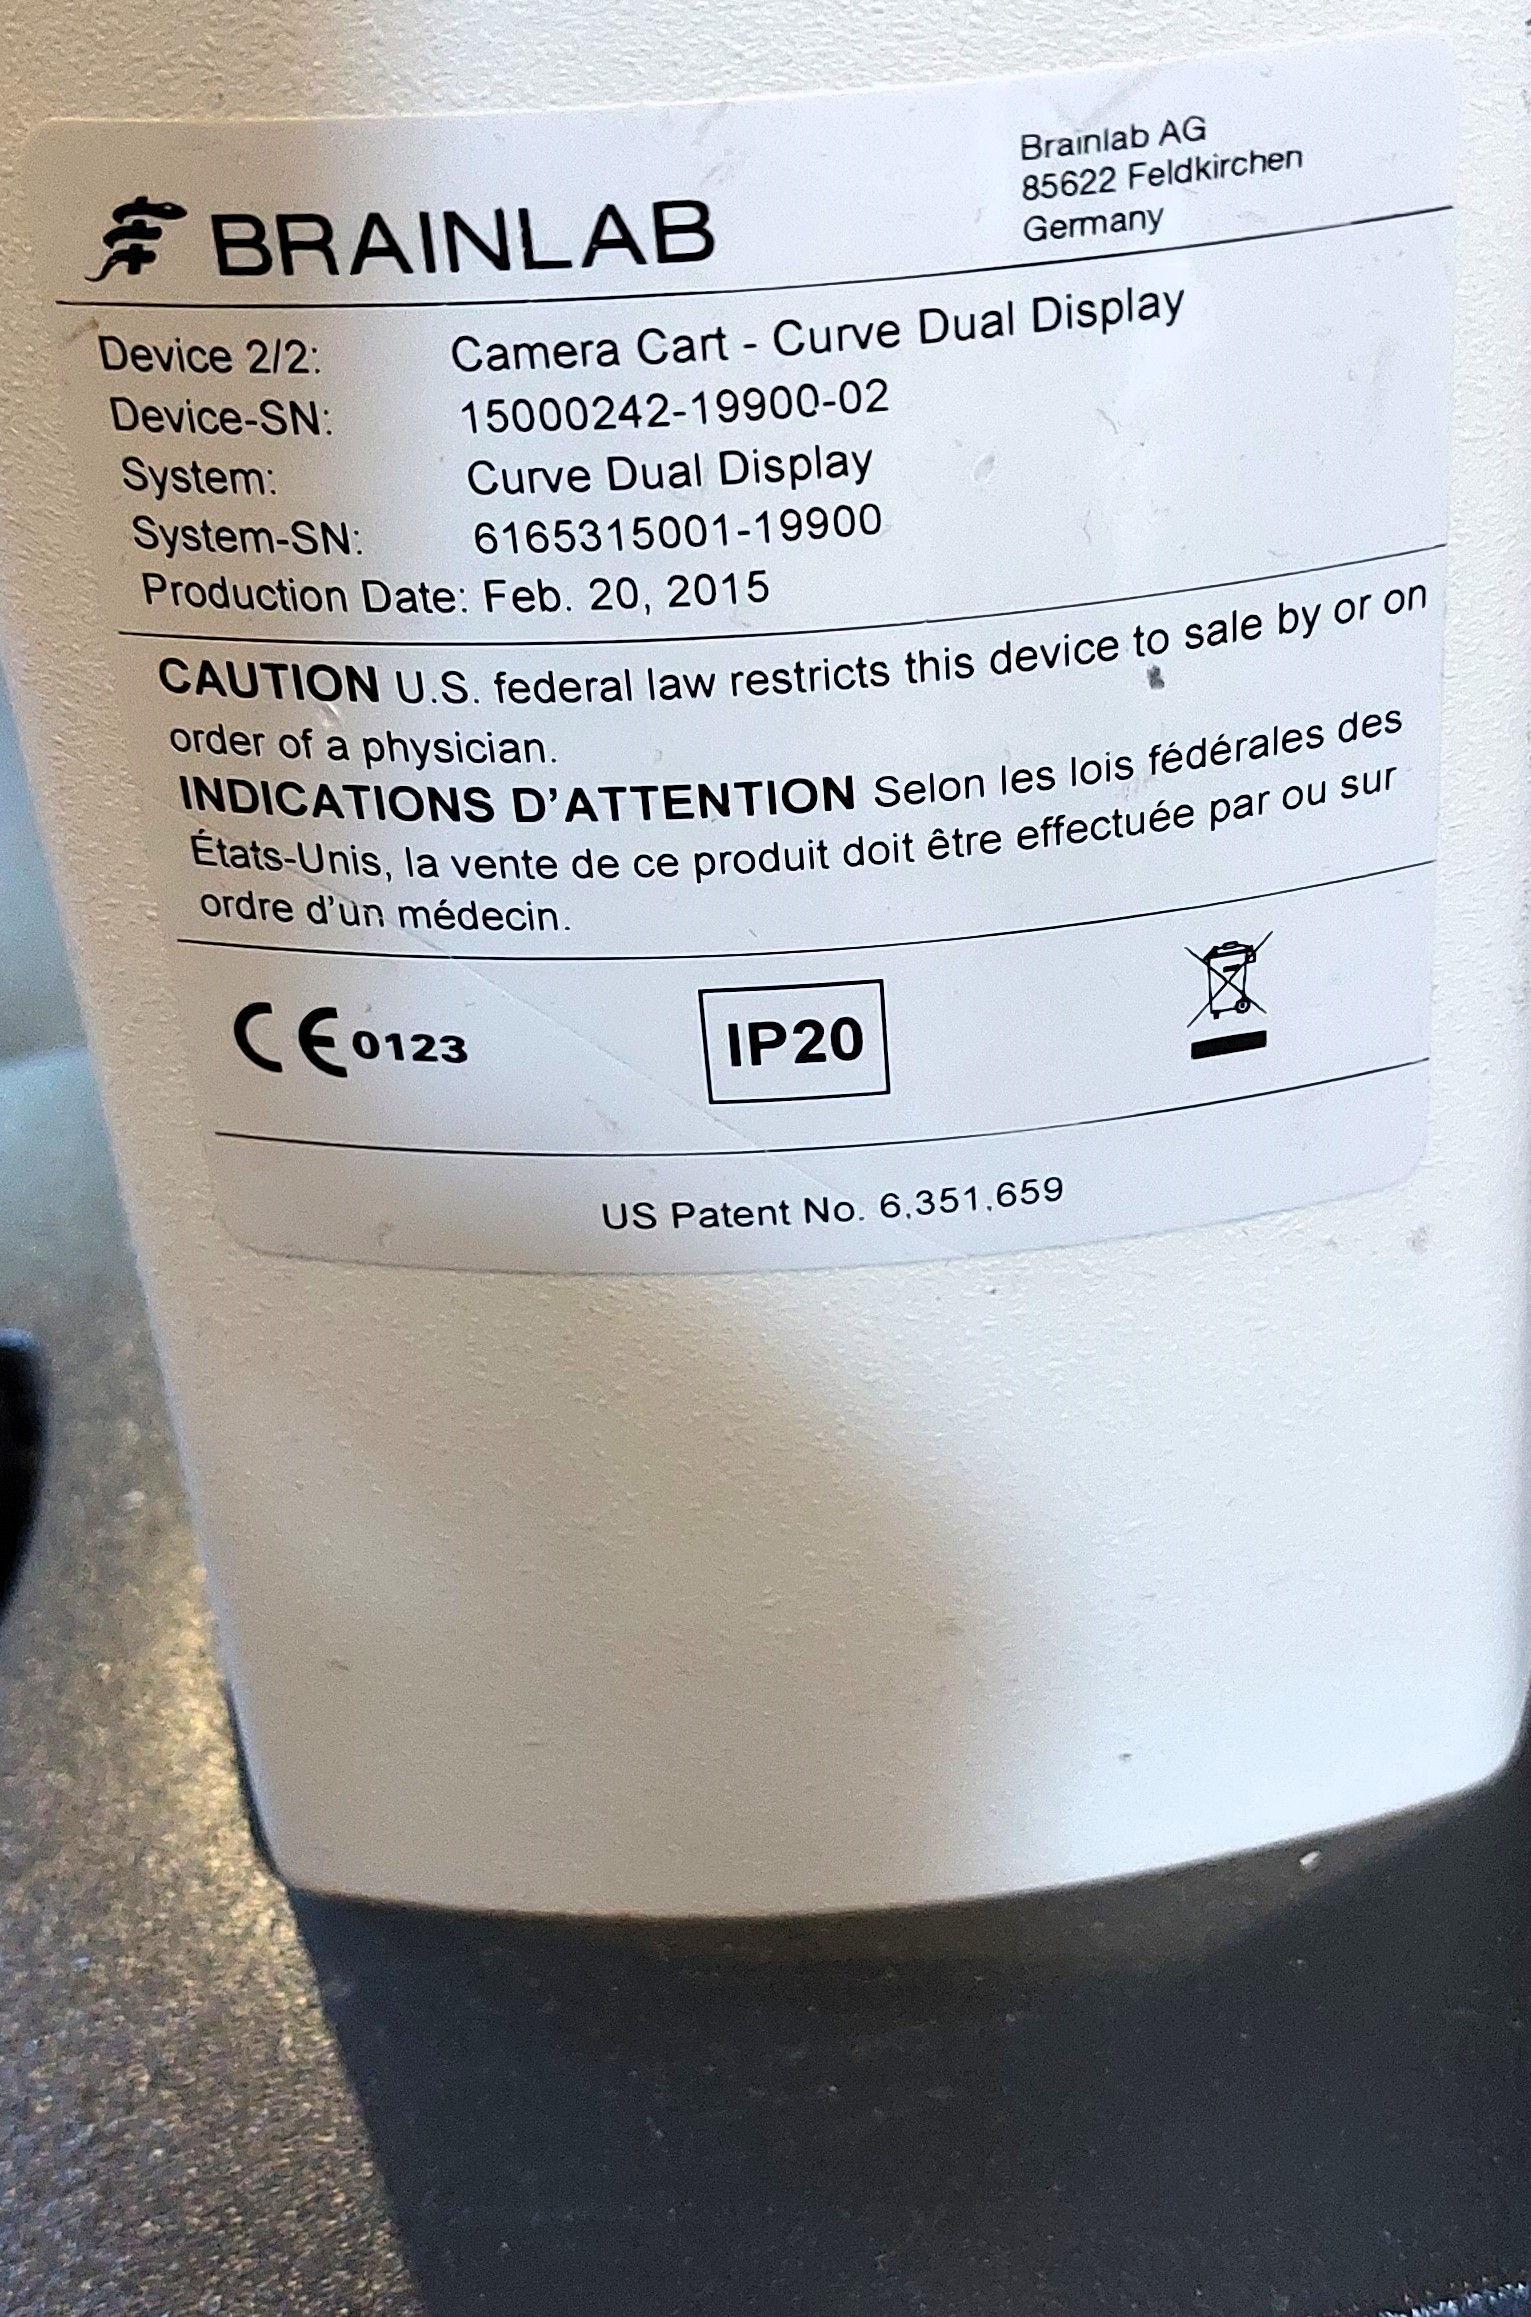 BRAINLAB
Brainlab AG
85622 Feldkirchen
Germany
Device 2/2: Camera Cart - Curve Dual Display
Device-SN: 15000242-19900-02
System: Curve Dual Display
System-SN: 6165315001-19900
Production Date: Feb. 20, 2015
CAUTION U.S. federal law restricts this device to sale by or on
order of a physician.
INDICATIONS D'ATTENTION Selon les lois fédérales des
États-Unis, la vente de ce produit doit être effectuée par ou sur
ordre d'un médecin.
CE 0123
IP20
US Patent No. 6,351,659